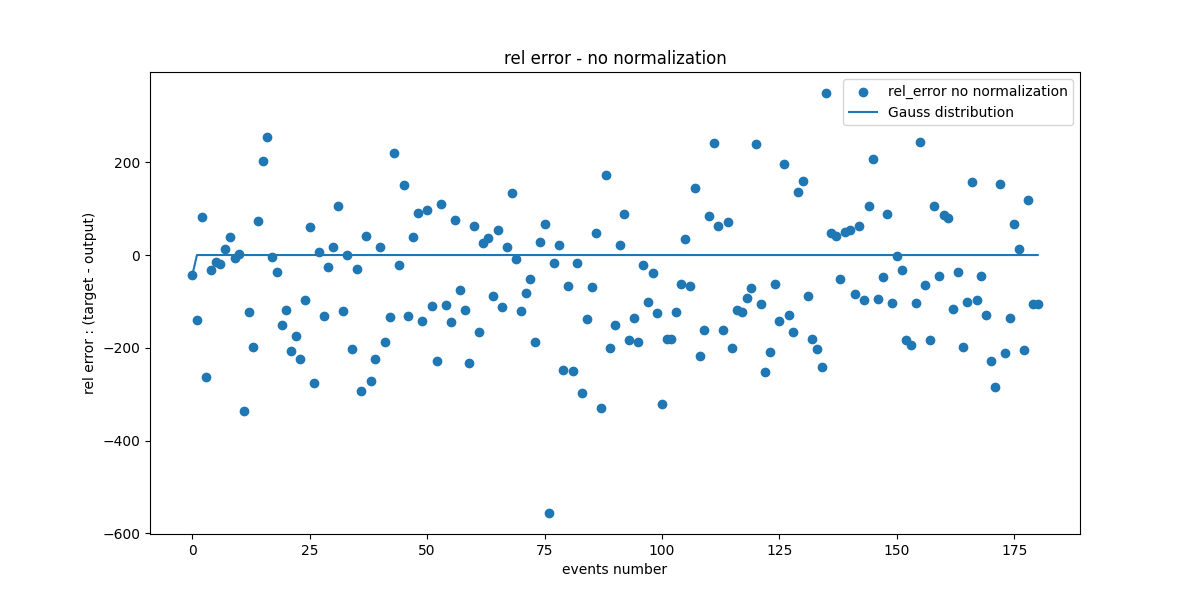 rel error - no normalization
rel_error no normalization
Gauss distribution
200
0
−200
−400
−600
rel error : (target - output)
0 25 50 75 100 125 150 175
events number